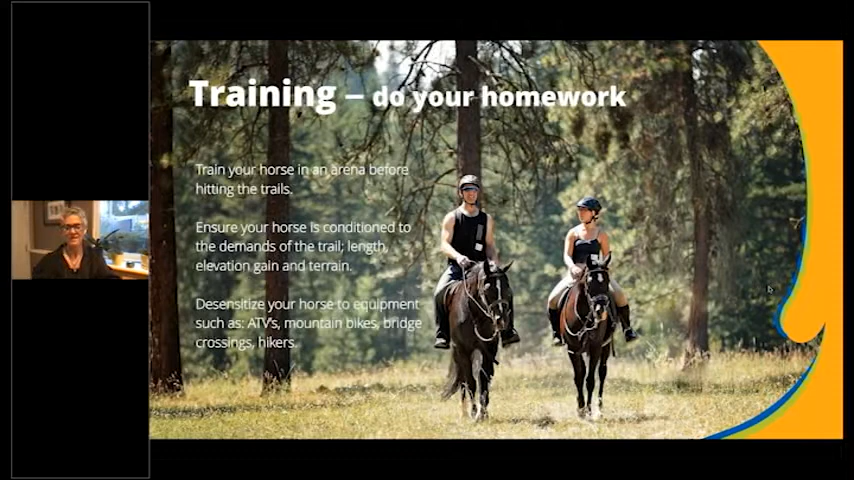 Training – do your homework
Train your horse in an arena before
hitting the trails.
Ensure your horse is conditioned to
the demands of the trail; length,
elevation gain and terrain.
Desensitize your horse to equipment
such as: ATV's, mountain bikes, bridge
crossings, hikers.